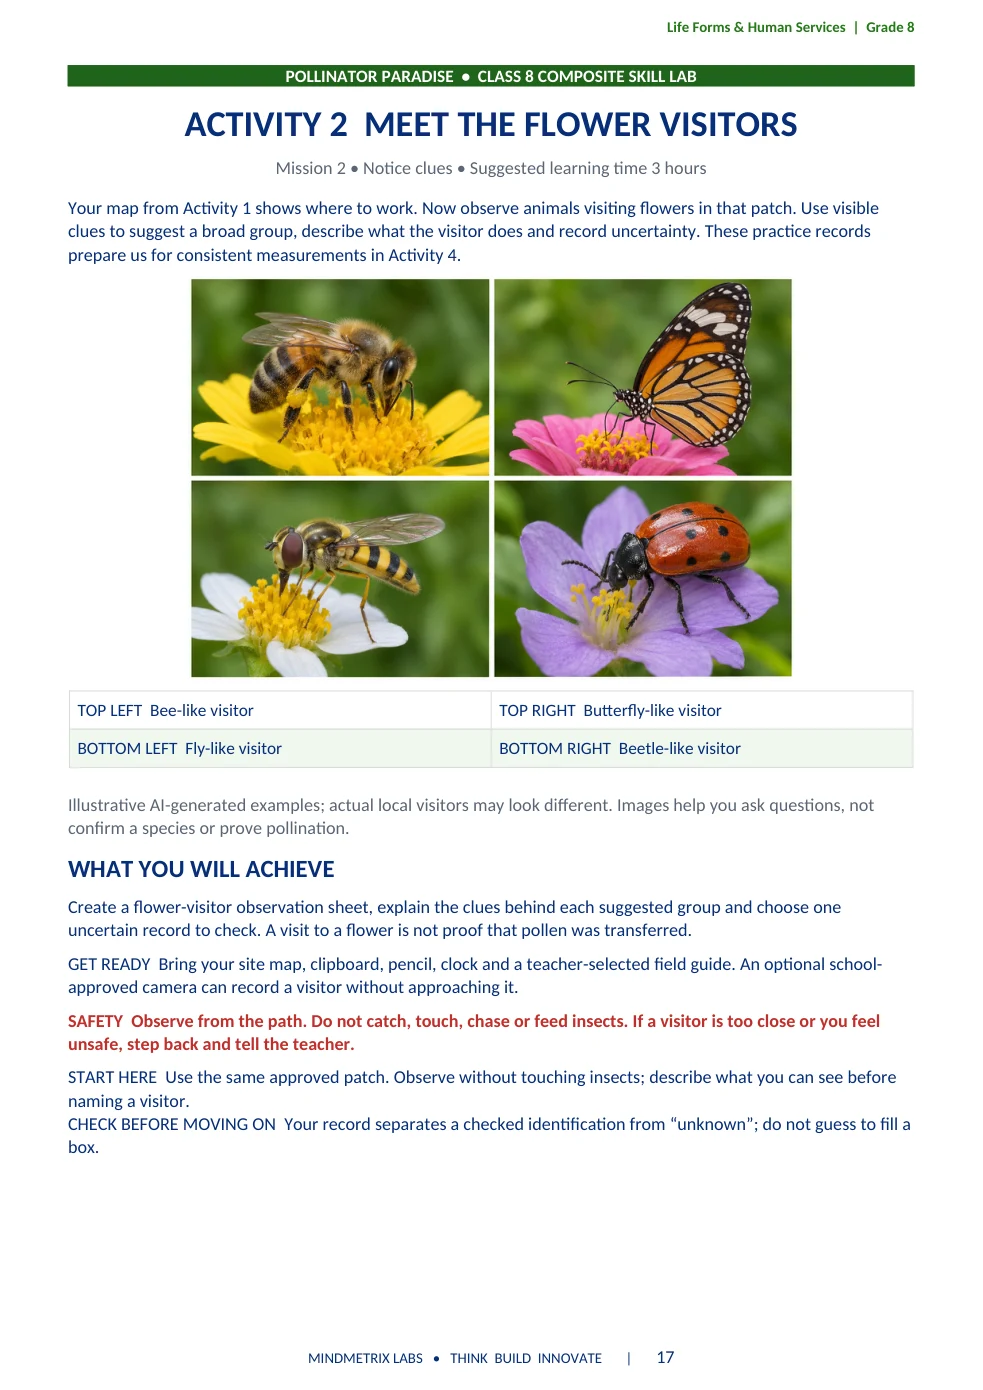 Life Forms & Human Services | Grade 8
POLLINATOR PARADISE ● CLASS 8 COMPOSITE SKILL LAB
ACTIVITY 2 MEET THE FLOWER VISITORS
Mission 2 • Notice clues • Suggested learning time 3 hours
Your map from Activity 1 shows where to work. Now observe animals visiting flowers in that patch. Use visible
clues to suggest a broad group, describe what the visitor does and record uncertainty. These practice records
prepare us for consistent measurements in Activity 4.
TOP LEFT Bee-like visitor
TOP RIGHT Butterfly-like visitor
BOTTOM LEFT Fly-like visitor
BOTTOM RIGHT Beetle-like visitor
Illustrative AI-generated examples; actual local visitors may look different. Images help you ask questions, not
confirm a species or prove pollination.
WHAT YOU WILL ACHIEVE
Create a flower-visitor observation sheet, explain the clues behind each suggested group and choose one
uncertain record to check. A visit to a flower is not proof that pollen was transferred.
GET READY Bring your site map, clipboard, pencil, clock and a teacher-selected field guide. An optional school-
approved camera can record a visitor without approaching it.
SAFETY Observe from the path. Do not catch, touch, chase or feed insects. If a visitor is too close or you feel
unsafe, step back and tell the teacher.
START HERE Use the same approved patch. Observe without touching insects; describe what you can see before
naming a visitor.
CHECK BEFORE MOVING ON Your record separates a checked identification from “unknown”; do not guess to fill a
box.
MINDMETRIX LABS • THINK BUILD INNOVATE | 17